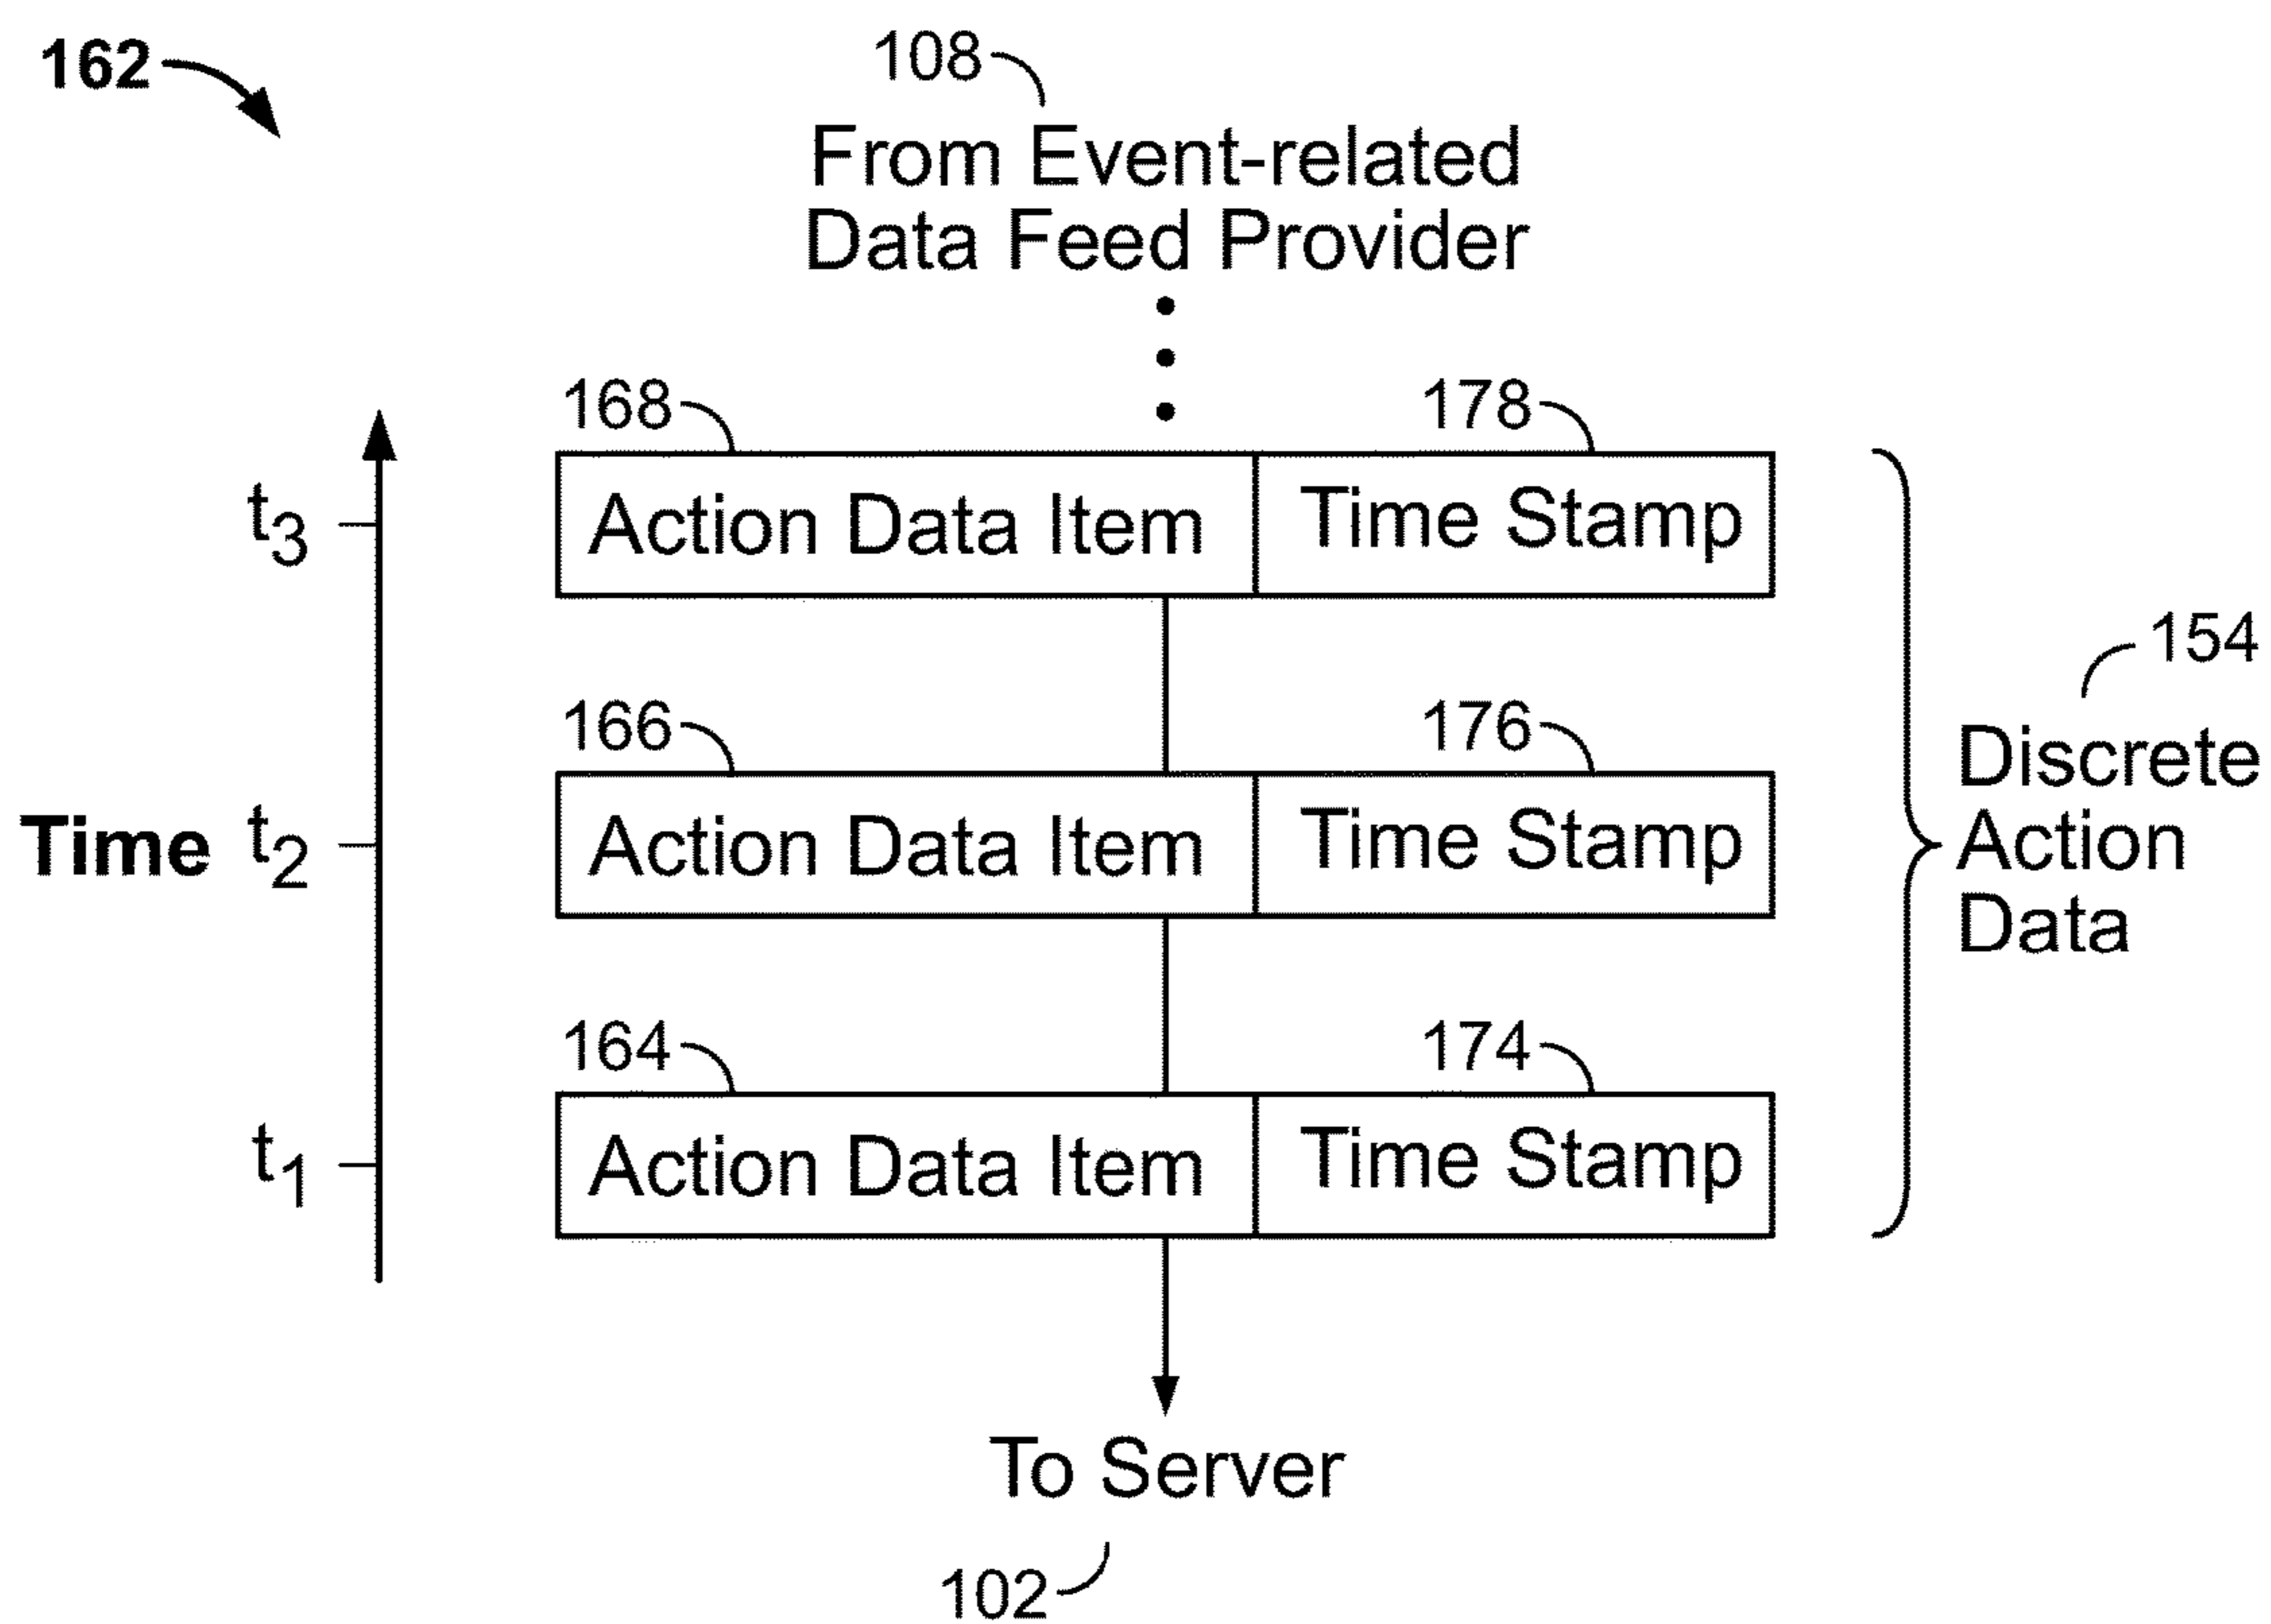 162
108
From Event-related
Data Feed Provider
168
178
t3
Action Data Item
Time Stamp
154
166
176
Discrete
Action
Data
Time
t2
Action Data Item
Time Stamp
164
174
t1
Action Data Item
Time Stamp
To Server
102